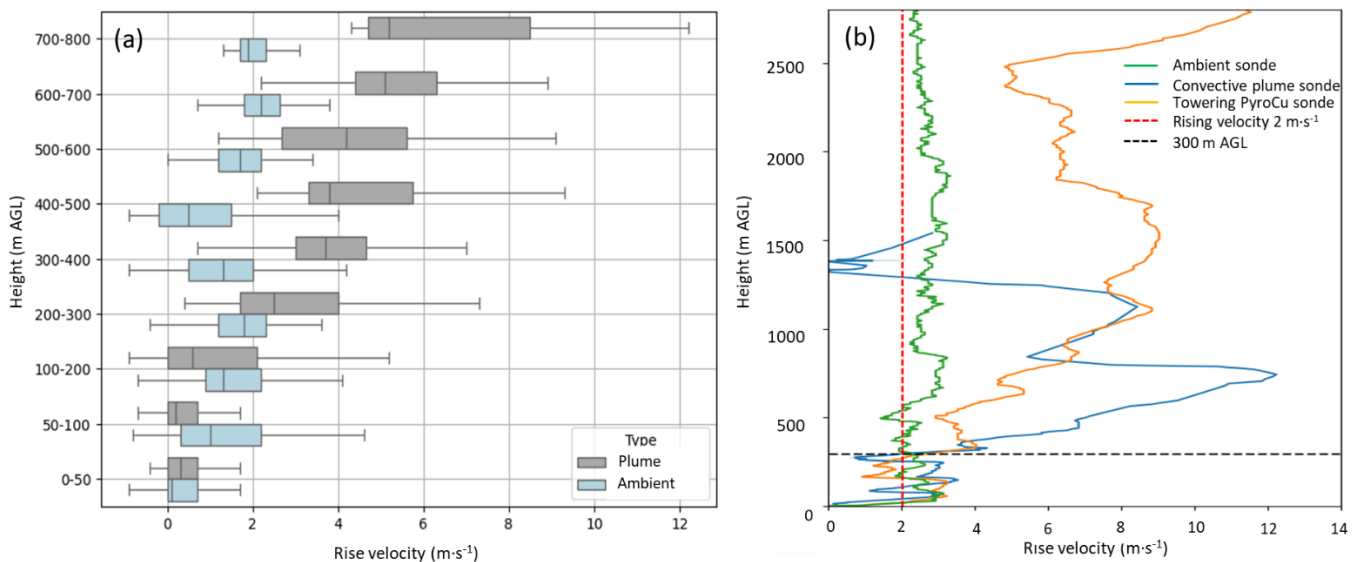 (a)
Height (m AGL)
700-800
600-700
500-600
400-500
300-400
200-300
100-200
50-100
0-50
Type
Plume
Ambient
0 2 4 6 8 10 12
Rise velocity (m·s⁻¹)
(b)
Height (m AGL)
2500
2000
1500
1000
500
0
Ambient sonde
Convective plume sonde
Towering PyroCu sonde
Rising velocity 2 m·s⁻¹
300 m AGL
0 2 4 6 8 10 12 14
Rise velocity (m·s⁻¹)